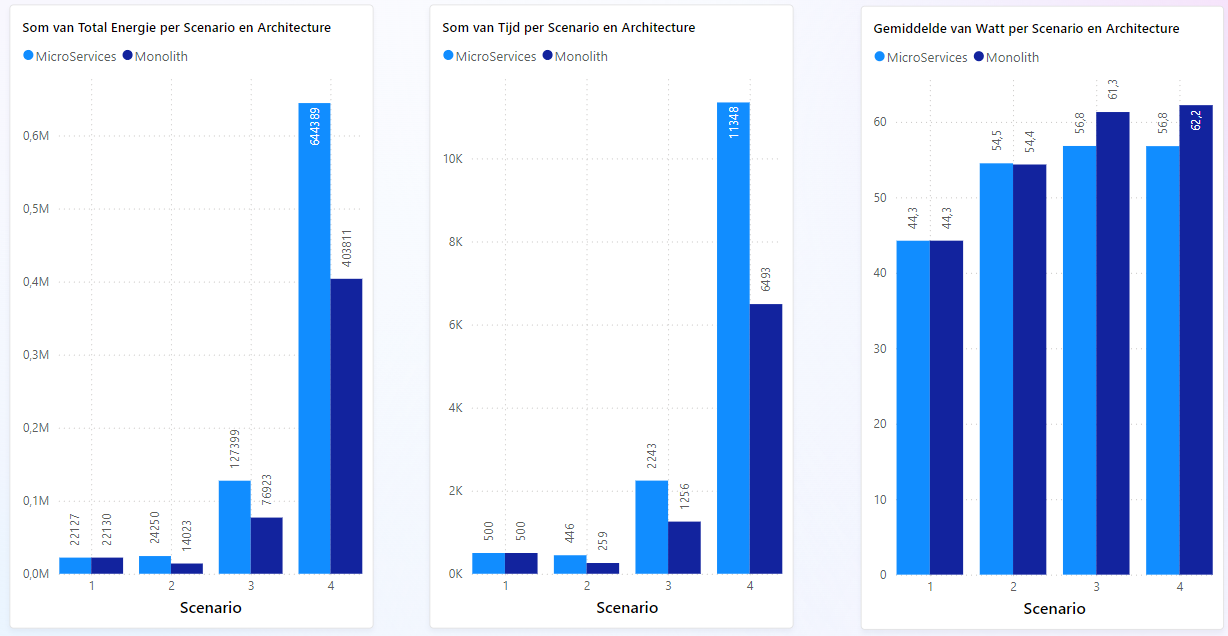 Som van Total Energie per Scenario en Architecture
MicroServices Monolith
0,6M
0,5M
0,4M
0,3M
0,2M
0,1M
0,0M
22127
22130
24250
14023
127399
76923
644389
403811
1 2 3 4
Scenario
Som van Tijd per Scenario en Architecture
MicroServices Monolith
10K
8K
6K
4K
2K
0K
500
500
446
259
2243
1256
11348
6493
1 2 3 4
Scenario
Gemiddelde van Watt per Scenario en Architecture
MicroServices Monolith
60
50
40
30
20
10
0
44,3
44,3
54,5
54,4
56,8
61,3
56,8
62,2
1 2 3 4
Scenario